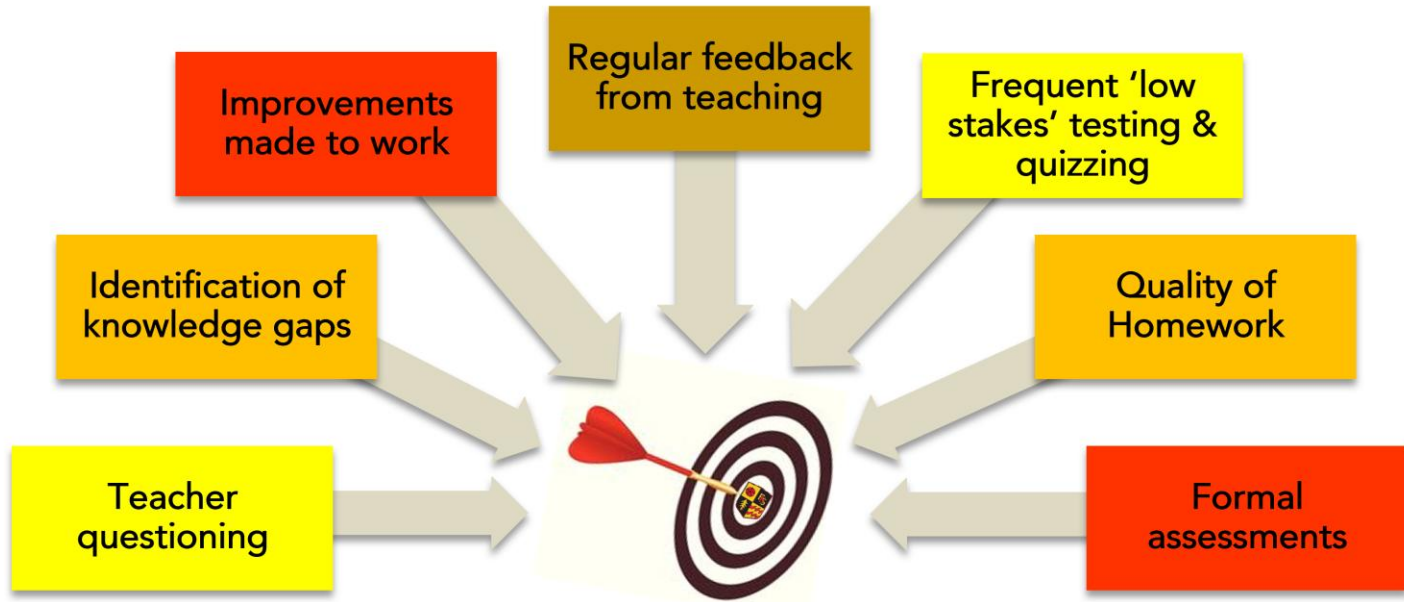 Regular feedback
from teaching
Improvements
made to work
Frequent ‘low
stakes’ testing &
quizzing
Identification of
knowledge gaps
Quality of
Homework
Teacher
questioning
Formal
assessments